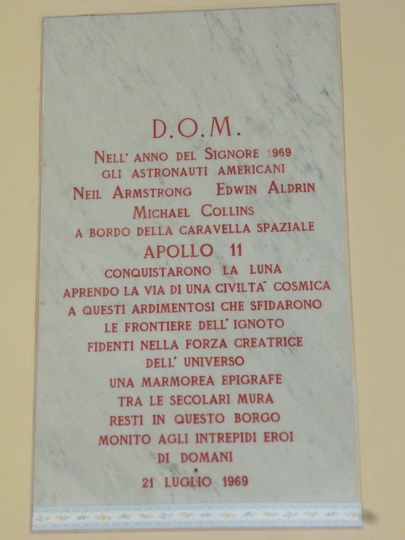 D.O.M.
NELL' ANNO DEL SIGNORE 1969
GLI ASTRONAUTI AMERICANI
NEIL ARMSTRONG EDWIN ALDRIN
MICHAEL COLLINS
A BORDO DELLA CARAVELLA SPAZIALE
APOLLO 11
CONQUISTARONO LA LUNA
APRENDO LA VIA DI UNA CIVILTA' COSMICA
A QUESTI ARDIMENTOSI CHE SFIDARONO
LE FRONTIERE DELL' IGNOTO
FIDENTI NELLA FORZA CREATRICE
DELL' UNIVERSO
UNA MARMOREA EPIGRAFE
TRA LE SECOLARI MURA
RESTI IN QUESTO BORGO
MONITO AGLI INTREPIDI EROI
DI DOMANI
21 LUGLIO 1969